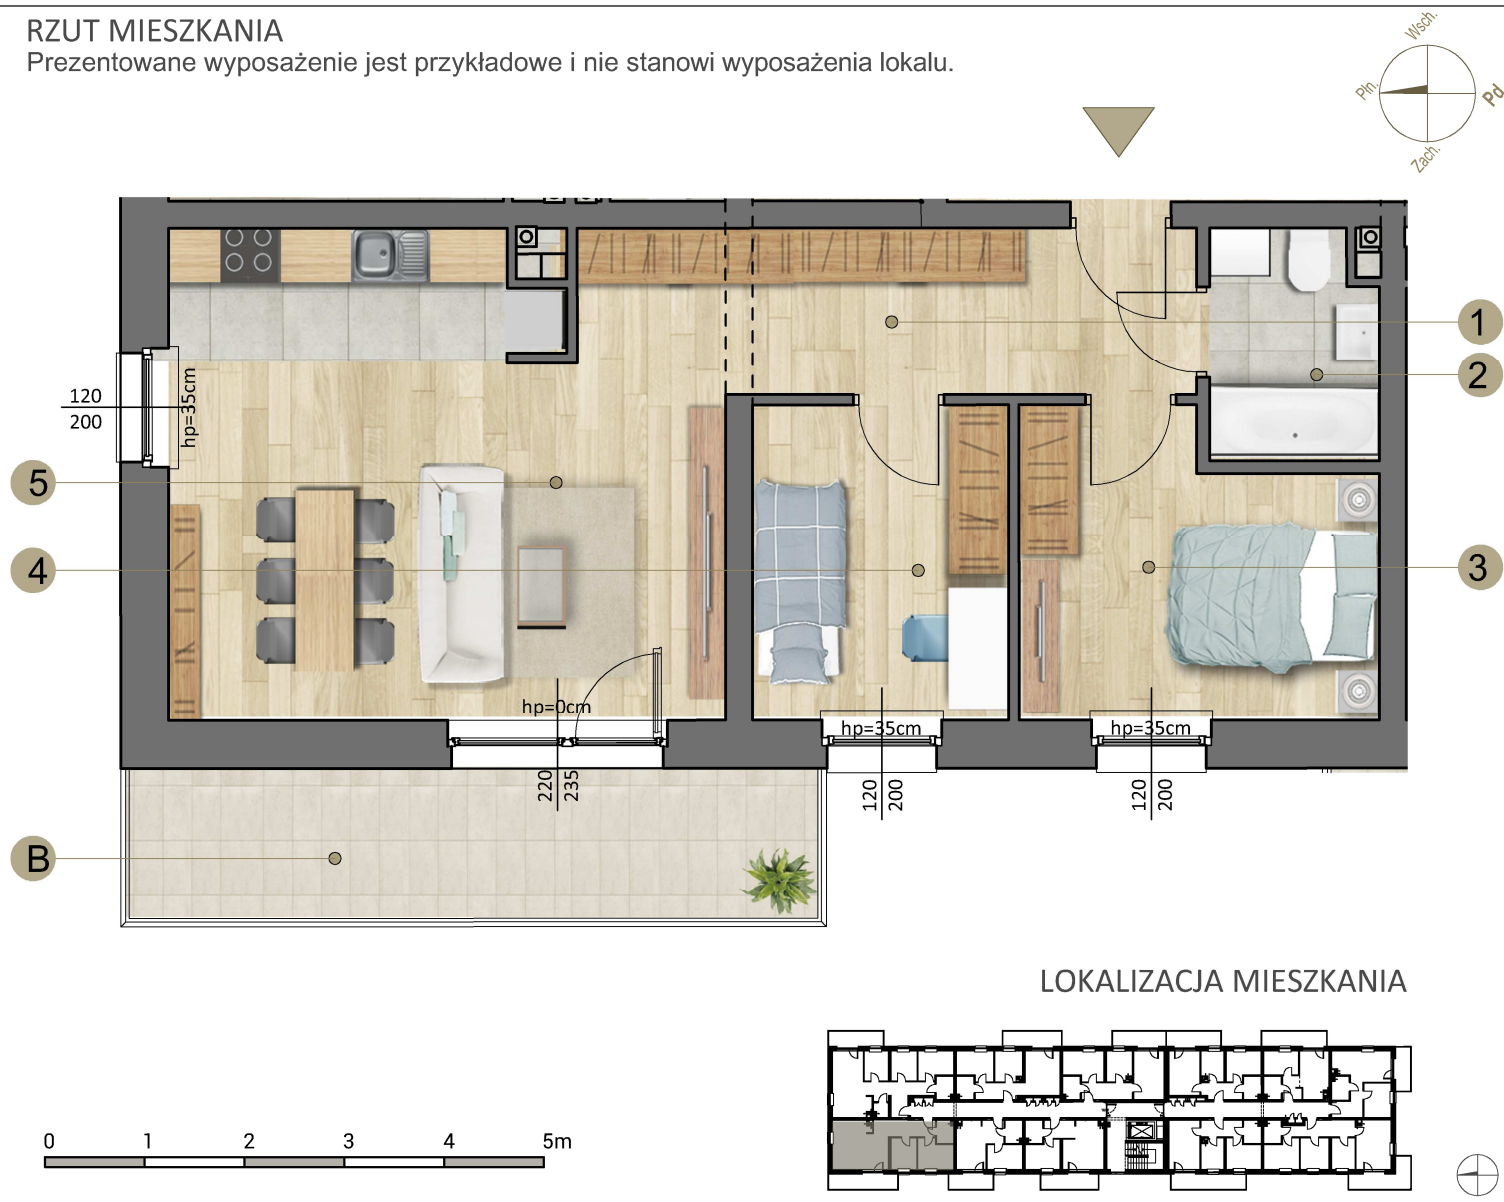 RZUT MIESZKANIA
Prezentowane wyposażenie jest przykładowe i nie stanowi wyposażenia lokalu.
Wsch.
Płn.
Pd
Zach.
1
2
120
200
hp=35cm
5
4
3
hp=0cm
hp=35cm
hp=35cm
220
235
120
200
120
200
B
LOKALIZACJA MIESZKANIA
0 1 2 3 4 5m